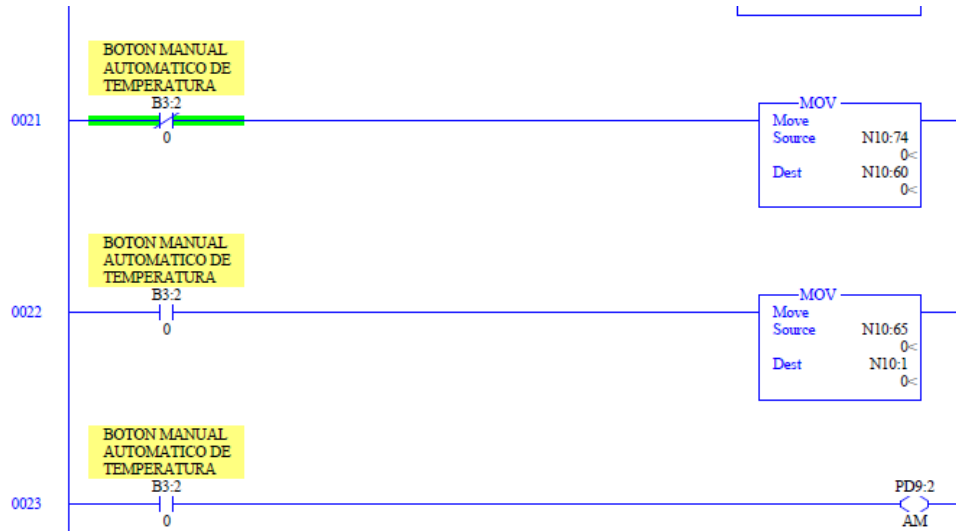 BOTON MANUAL
AUTOMATICO DE
TEMPERATURA
B3:2
0021
0
MOV
Move
Source N10:74
0<
Dest N10:60
0<
BOTON MANUAL
AUTOMATICO DE
TEMPERATURA
B3:2
0022
0
MOV
Move
Source N10:65
0<
Dest N10:1
0<
BOTON MANUAL
AUTOMATICO DE
TEMPERATURA
B3:2
PD9:2
0023
0
AM